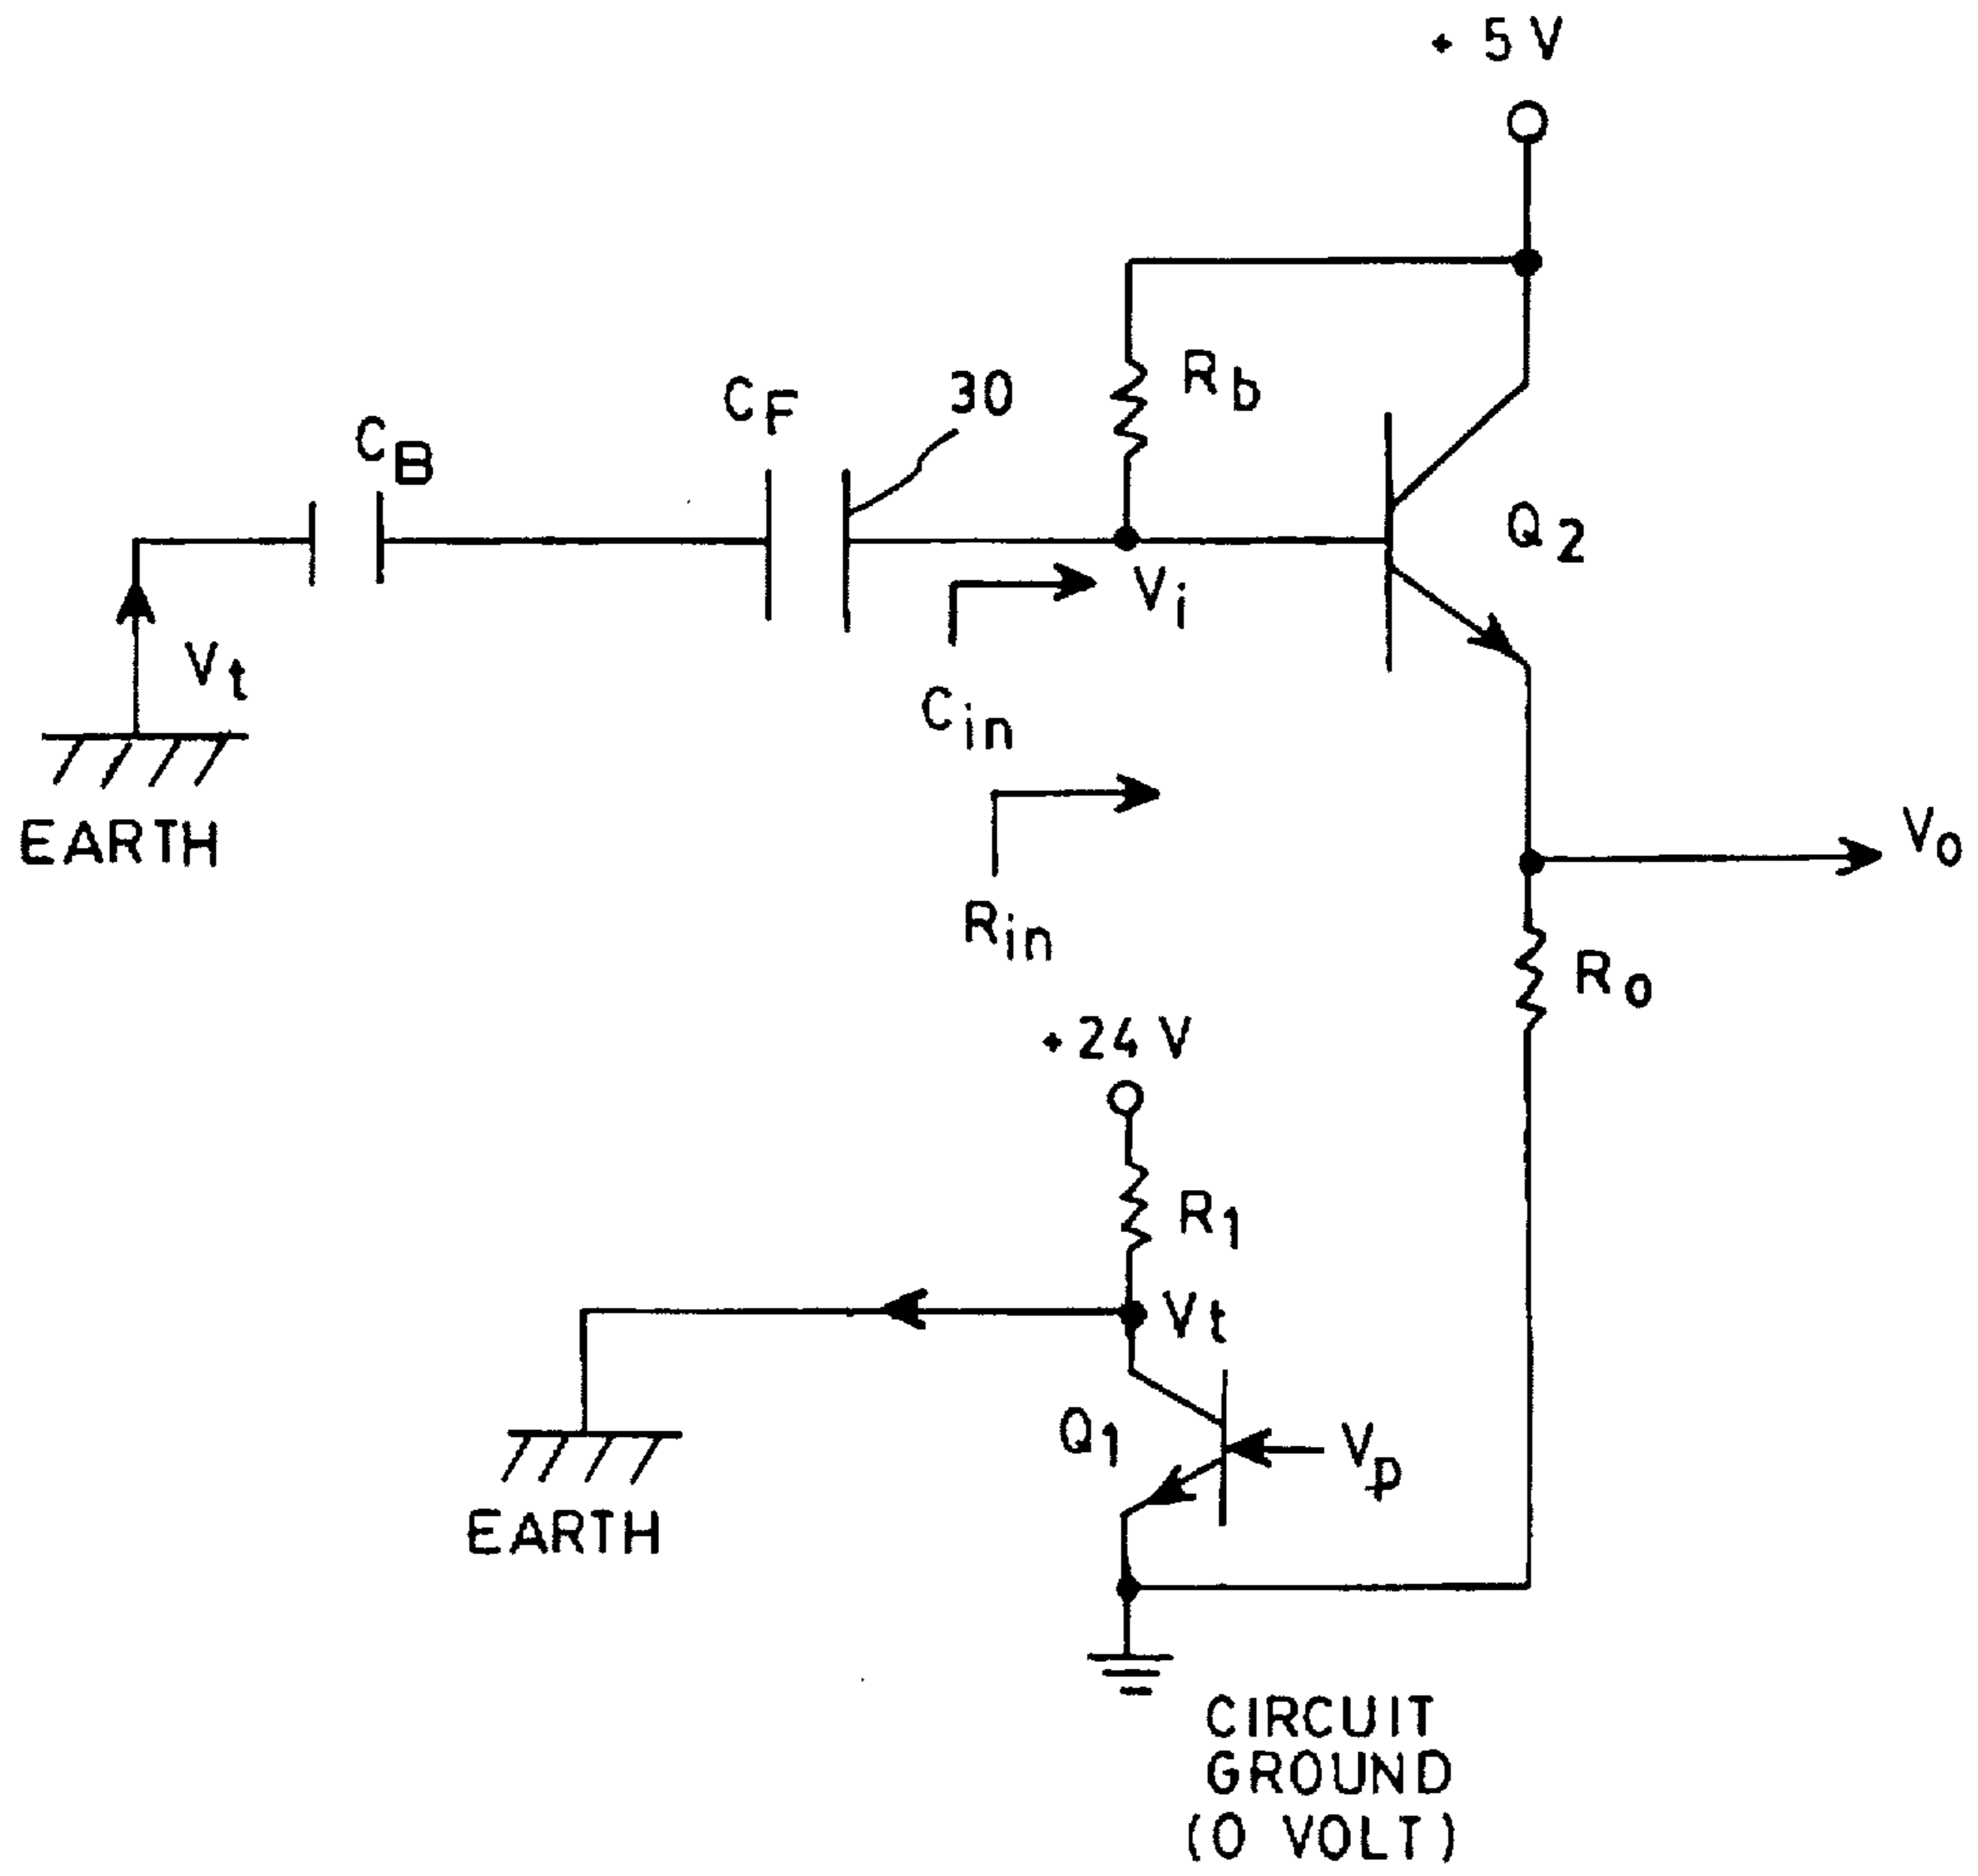 + 5V
Rb
CF
30
CB
Q2
Vi
Vt
Cin
EARTH
Vo
Rin
Ro
+24V
R1
Vt
Q1
Vp
EARTH
CIRCUIT
GROUND
(0 VOLT)